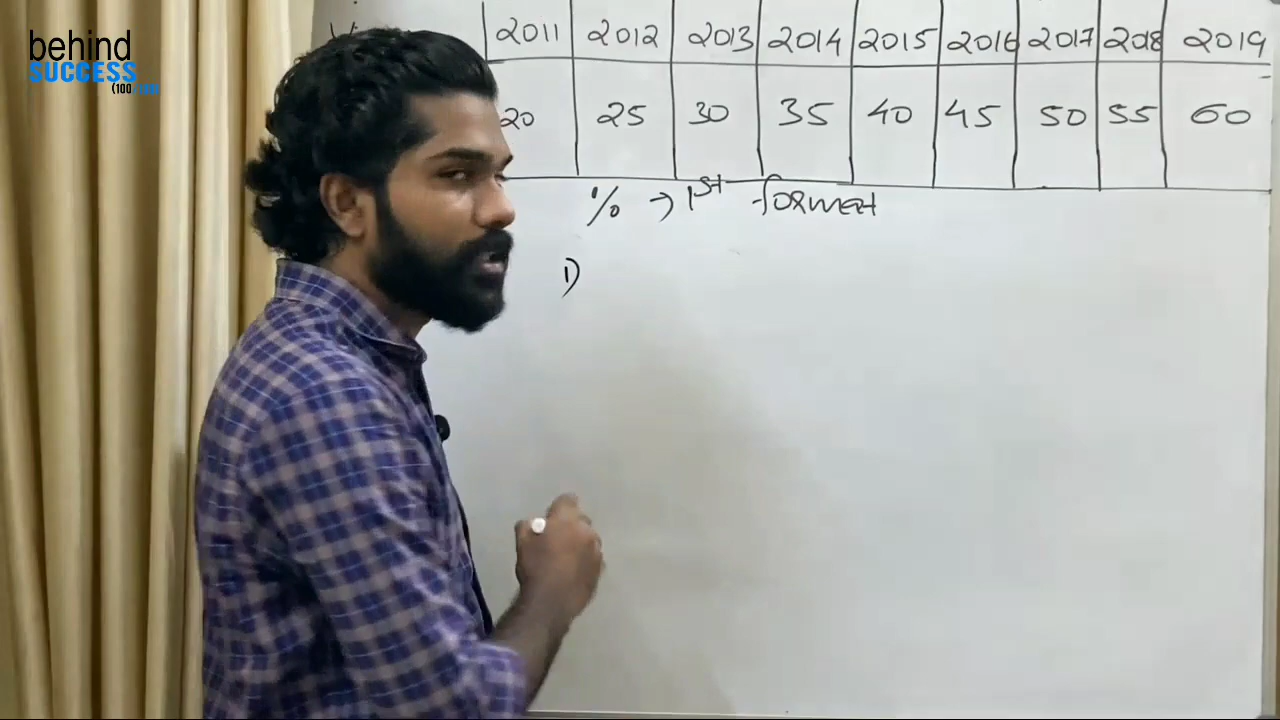 behind
SUCCESS
(100
2011 2012 2013 2014 2015 2016 2017 2018 2019
20 25 30 35 40 45 50 55 60
% → 1st format
1)